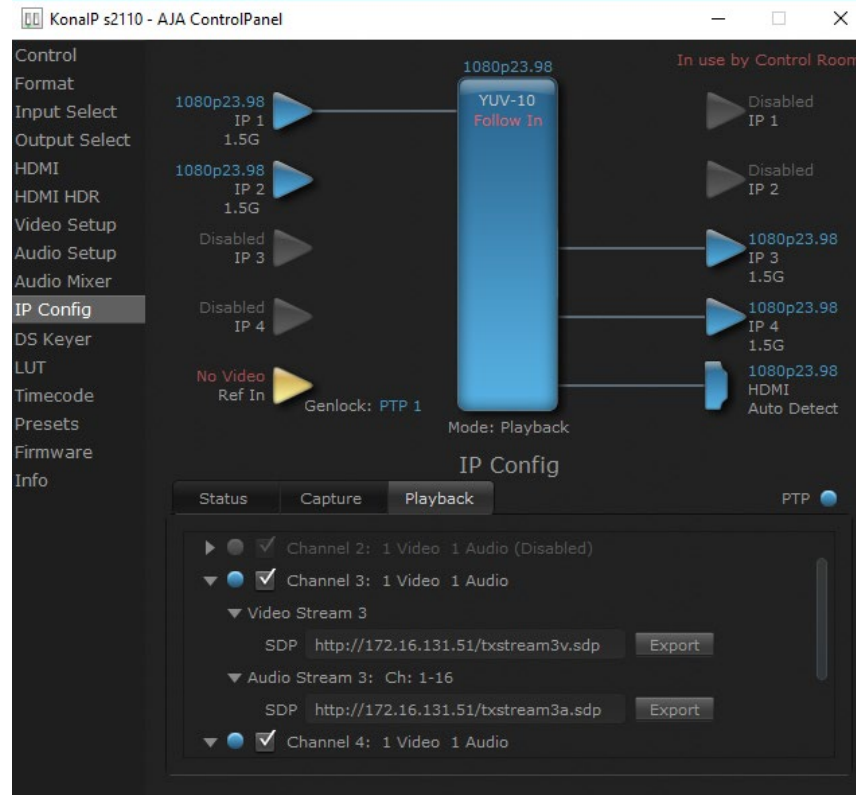 KonaIP s2110 - AJA ControlPanel
Control
Format
Input Select
Output Select
HDMI
HDMI HDR
Video Setup
Audio Setup
Audio Mixer
IP Config
DS Keyer
LUT
Timecode
Presets
Firmware
Info
1080p23.98
In use by Control Room
YUV-10
Follow In
1080p23.98
IP 1
1.5G
1080p23.98
IP 2
1.5G
Disabled
IP 3
Disabled
IP 4
No Video
Ref In
Genlock: PTP 1
Disabled
IP 1
Disabled
IP 2
1080p23.98
IP 3
1.5G
1080p23.98
IP 4
1.5G
1080p23.98
HDMI
Auto Detect
Mode: Playback
IP Config
Status Capture Playback PTP
Channel 2: 1 Video 1 Audio (Disabled)
Channel 3: 1 Video 1 Audio
Video Stream 3
SDP http://172.16.131.51/txstream3v.sdp Export
Audio Stream 3: Ch: 1-16
SDP http://172.16.131.51/txstream3a.sdp Export
Channel 4: 1 Video 1 Audio